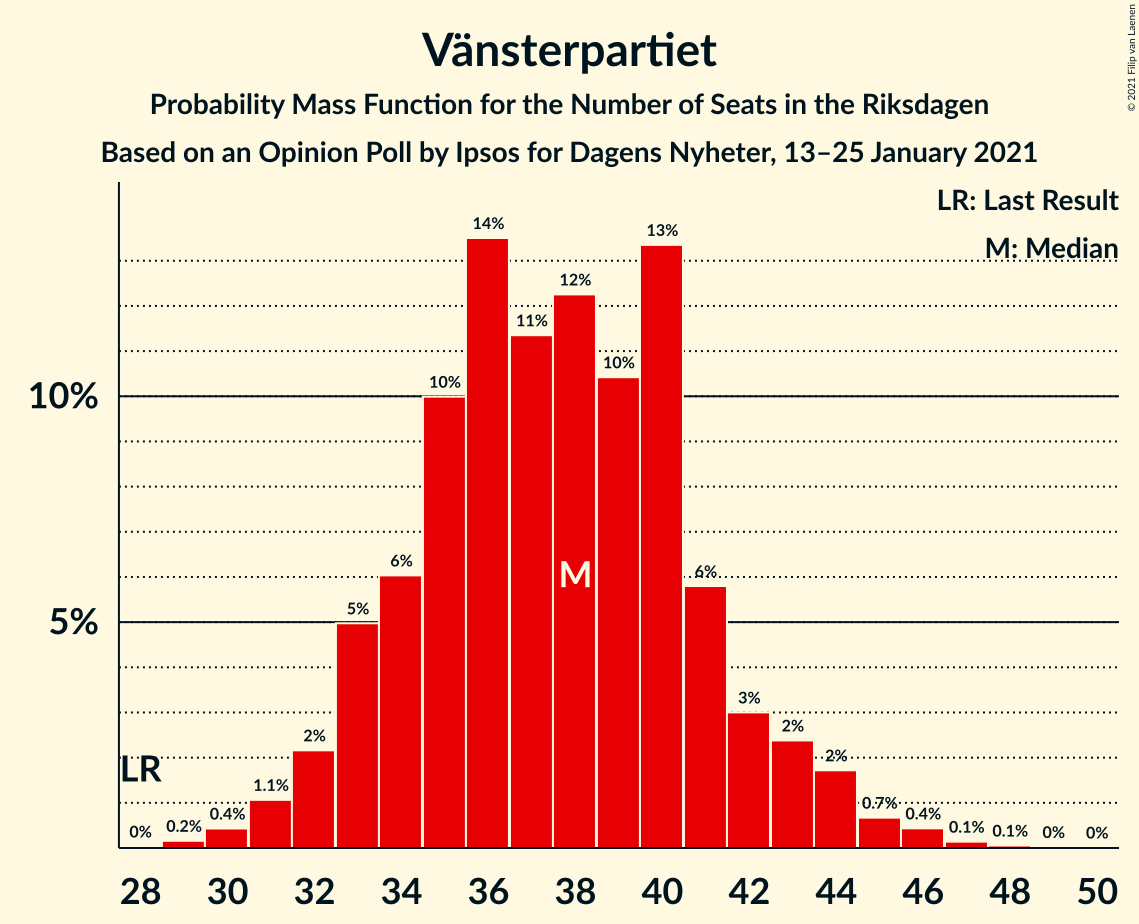 Vänsterpartiet
Probability Mass Function for the Number of Seats in the Riksdagen
Based on an Opinion Poll by Ipsos for Dagens Nyheter, 13–25 January 2021
© 2021 Filip van Laenen
LR: Last Result
M: Median
10%
5%
LR
M
0%
0.2%
0.4%
1.1%
2%
5%
6%
10%
14%
11%
12%
10%
13%
6%
3%
2%
2%
0.7%
0.4%
0.1%
0.1%
0%
0%
28 30 32 34 36 38 40 42 44 46 48 50